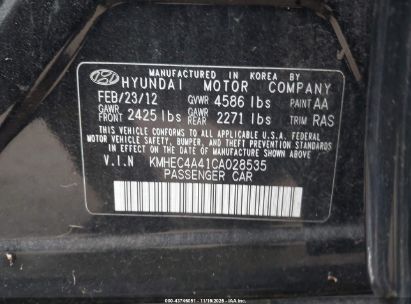 MANUFACTURED IN KOREA BY
HYUNDAI MOTOR COMPANY
FEB/23/12 GVWR 4586 lbs PAINT AA
GAWR FRONT 2425 lbs GAWR REAR 2271 lbs TRIM RAS
THIS VEHICLE CONFORMS TO ALL APPLICABLE U.S.A. FEDERAL
MOTOR VEHICLE SAFETY, BUMPER, AND THEFT PREVENTION
STANDARDS IN EFFECT ON THE DATE OF MANUFACTURE SHOWN ABOVE.
V.I.N KMHEC4A41CA028535
PASSENGER CAR